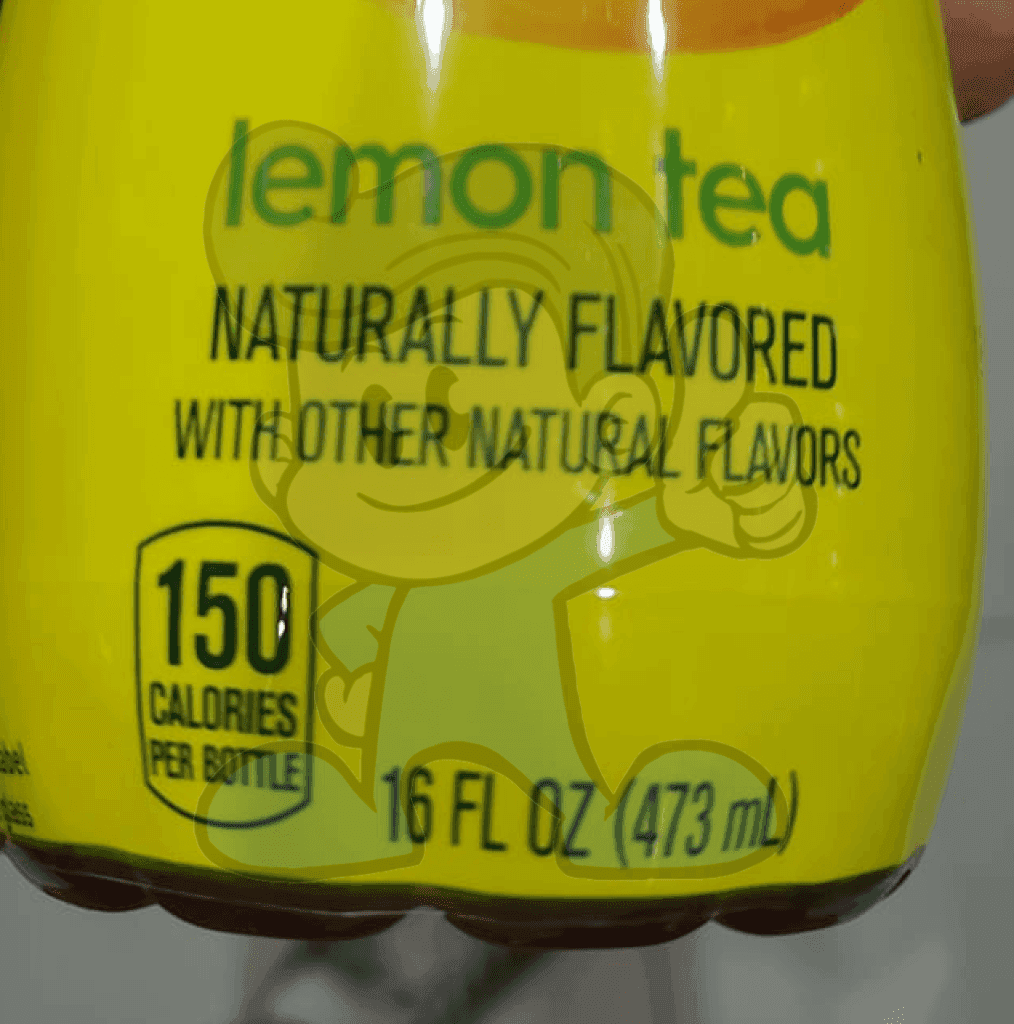 lemon tea
NATURALLY FLAVORED
WITH OTHER NATURAL FLAVORS
150
CALORIES
PER BOTTLE
16 FL OZ (473 mL)